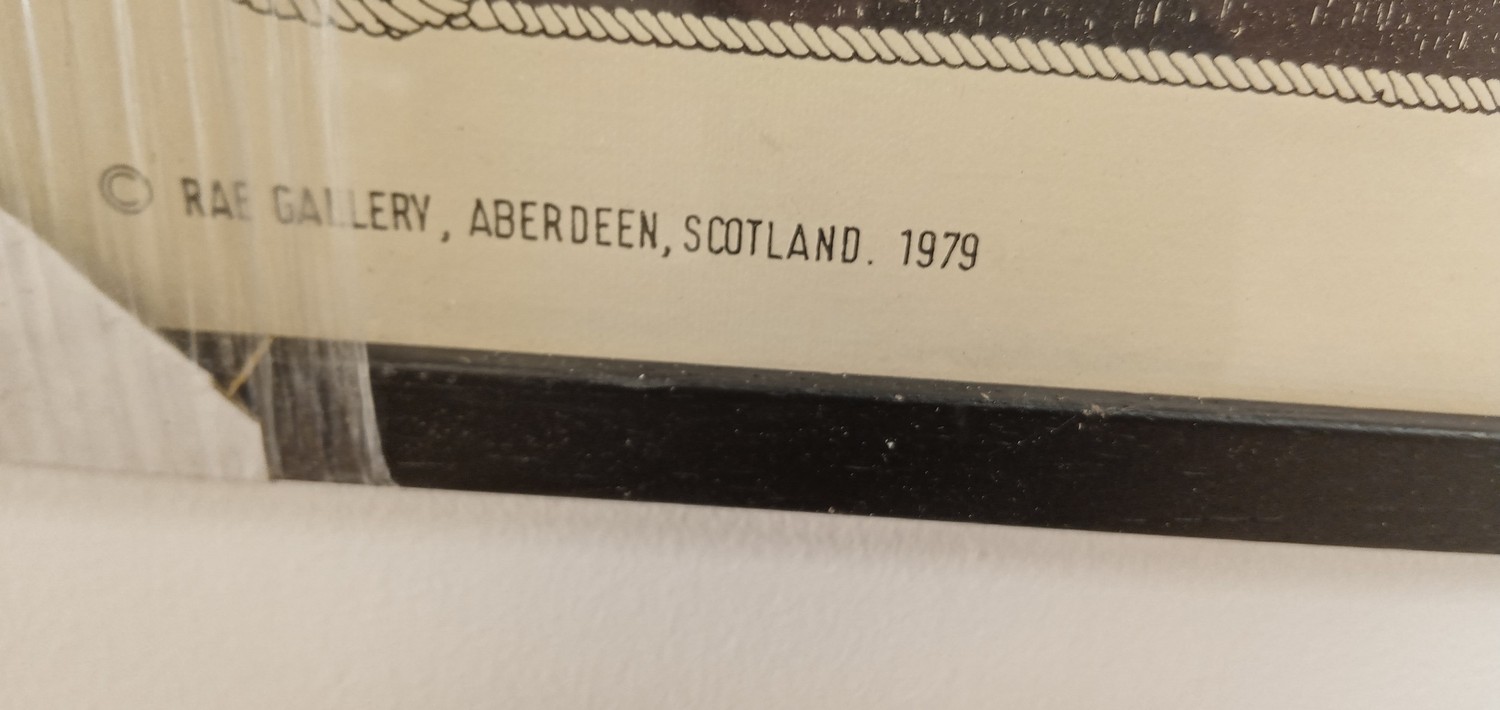 © RAE GALLERY, ABERDEEN, SCOTLAND. 1979